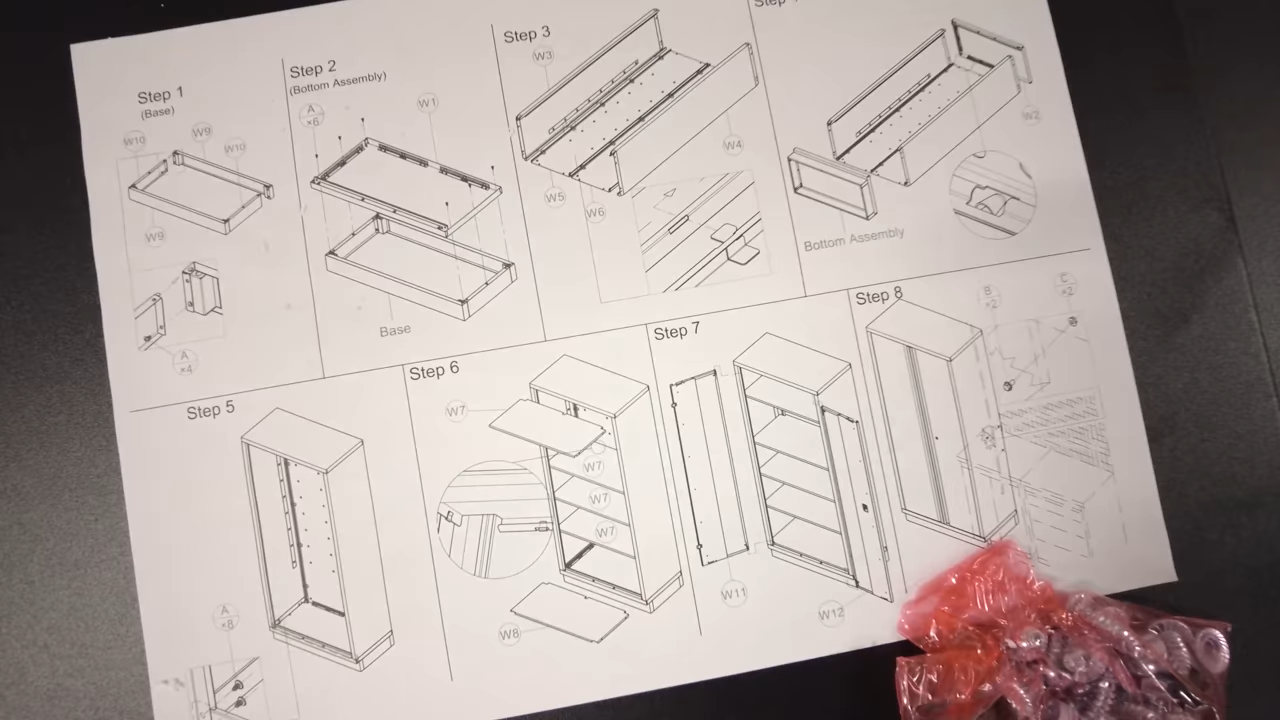 Step 1
(Base)
W10
W9
W10
W9
A
×4
Step 2
(Bottom Assembly)
A
×6
W1
Base
Step 3
W3
W4
W5
W6
Step
W2
Bottom Assembly
Step 5
A
×8
Step 6
W7
W7
W7
W7
W8
Step 7
W11
W12
Step 8
B
×2
C
×2